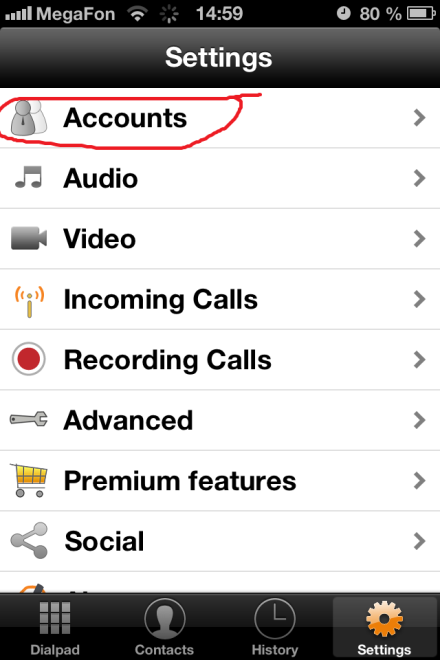 MegaFon 14:59 80 %
Settings
Accounts
Audio
Video
Incoming Calls
Recording Calls
Advanced
Premium features
Social
Dialpad Contacts History Settings